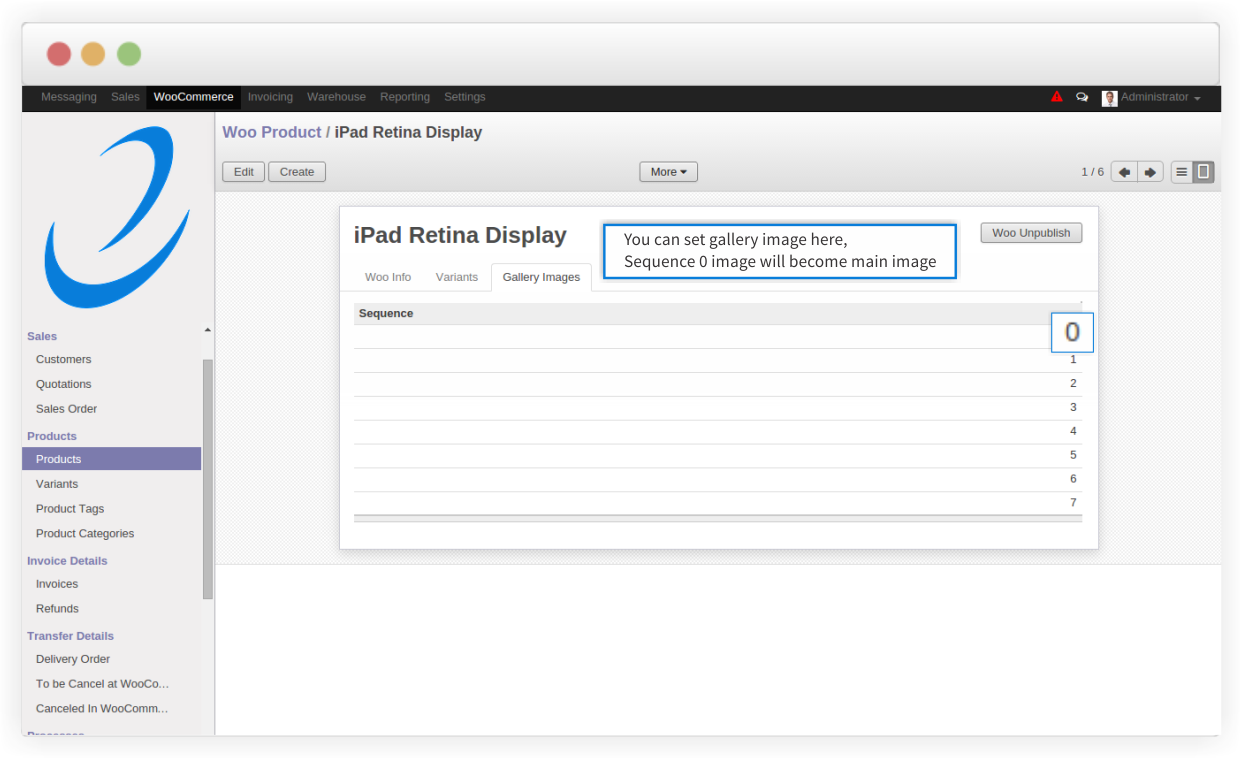 Messaging Sales WooCommerce Invoicing Warehouse Reporting Settings Administrator
Woo Product / iPad Retina Display
Edit Create More 1 / 6
iPad Retina Display
You can set gallery image here,
Sequence 0 image will become main image
Woo Unpublish
Woo Info Variants Gallery Images
Sequence
0
1
2
3
4
5
6
7
Sales
Customers
Quotations
Sales Order
Products
Products
Variants
Product Tags
Product Categories
Invoice Details
Invoices
Refunds
Transfer Details
Delivery Order
To be Cancel at WooCo...
Canceled In WooComm...